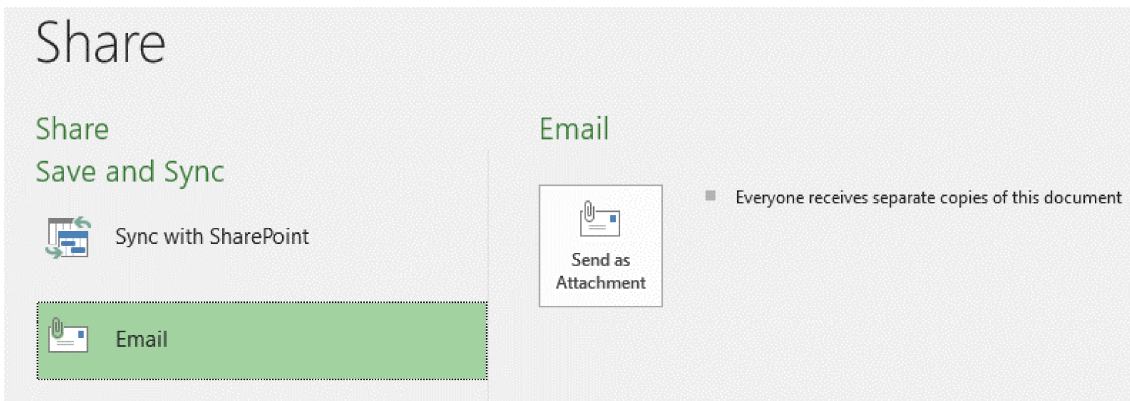 Share
Share
Save and Sync
Sync with SharePoint
Email
Email
Send as
Attachment
Everyone receives separate copies of this document